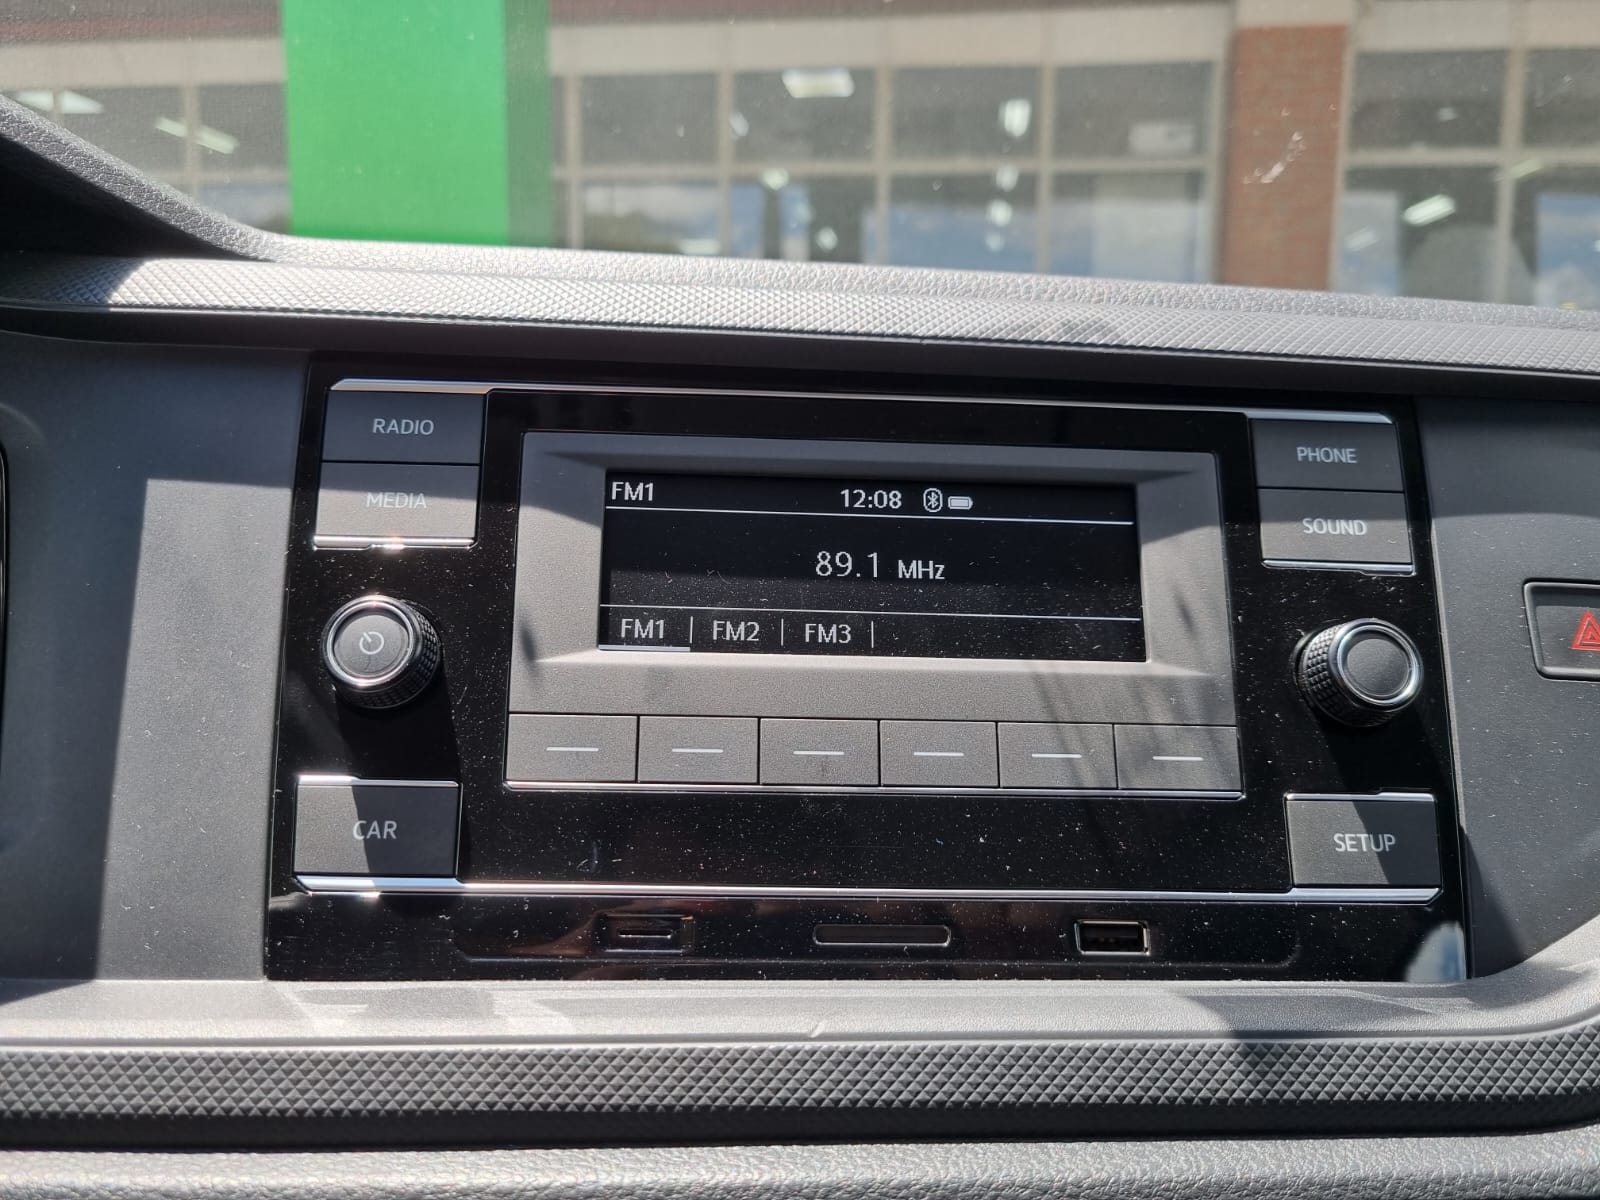 RADIO
MEDIA
FM1 12:08
89.1 MHz
FM1 | FM2 | FM3 |
PHONE
SOUND
CAR
SETUP